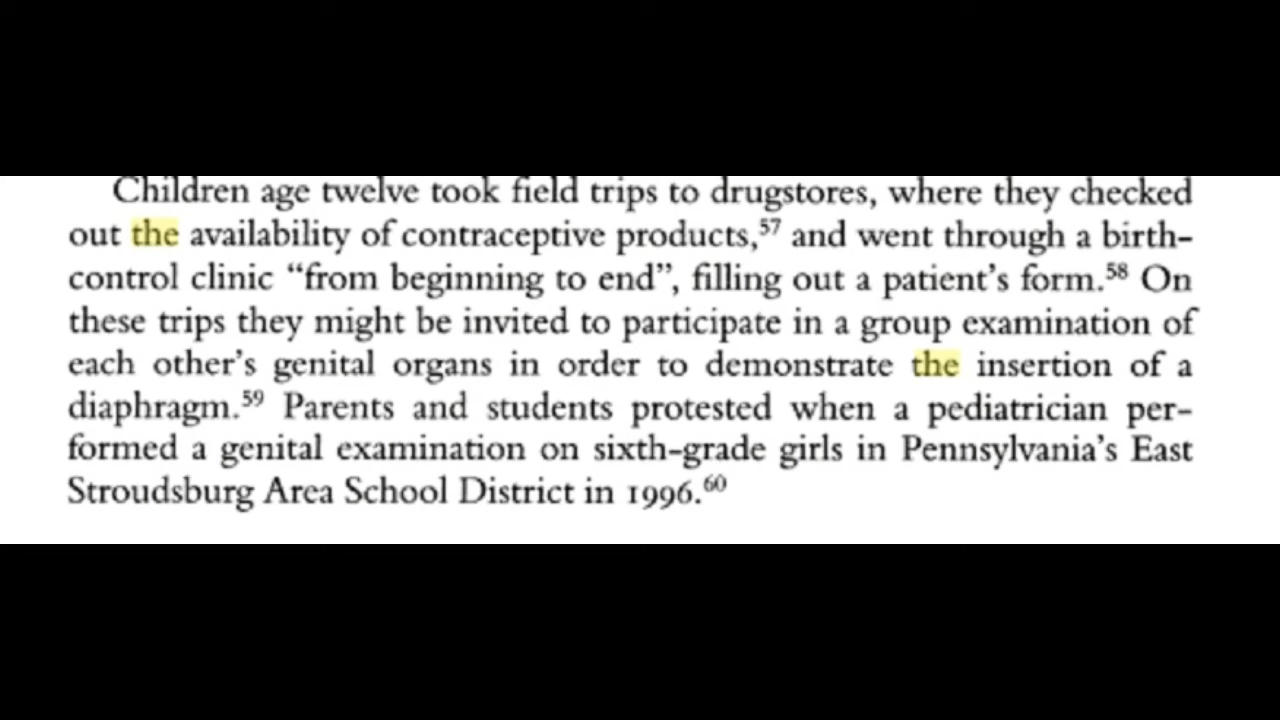 Children age twelve took field trips to drugstores, where they checked
out the availability of contraceptive products,57 and went through a birth-
control clinic “from beginning to end”, filling out a patient’s form.58 On
these trips they might be invited to participate in a group examination of
each other’s genital organs in order to demonstrate the insertion of a
diaphragm.59 Parents and students protested when a pediatrician per-
formed a genital examination on sixth-grade girls in Pennsylvania’s East
Stroudsburg Area School District in 1996.60